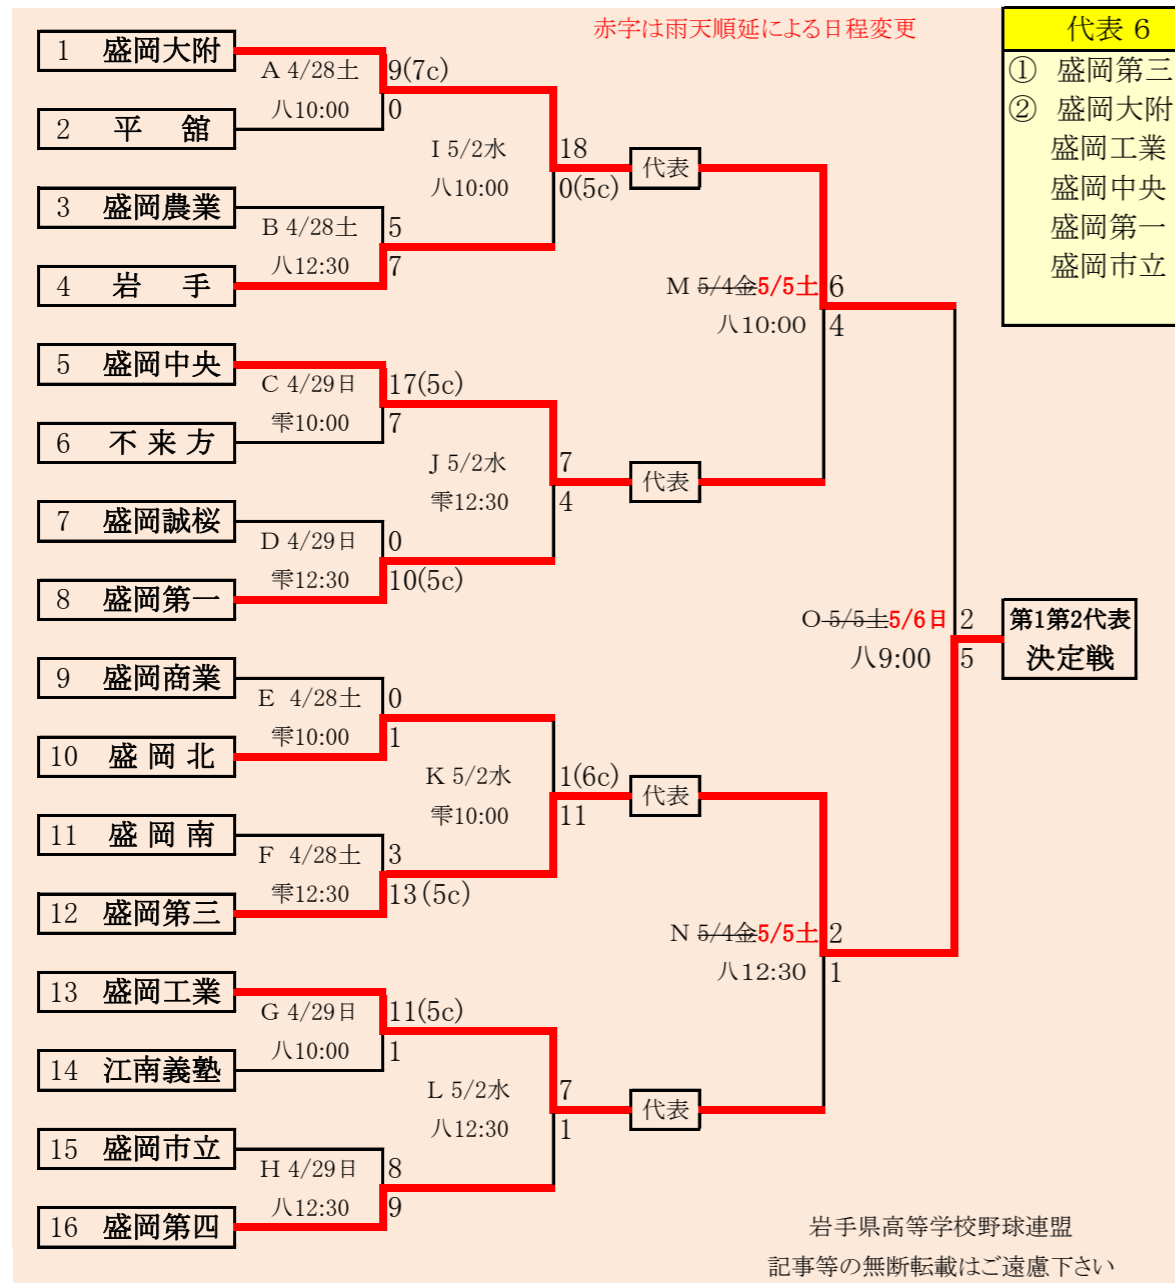 赤字は雨天順延による日程変更
代表 6
① 盛岡第三
② 盛岡大附
盛岡工業
盛岡中央
盛岡第一
盛岡市立
1 盛岡大附
A 4/28土
八10:00
9(7c)
0
2 平 舘
I 5/2水
八10:00
18
0(5c)
代表
3 盛岡農業
B 4/28土
八12:30
5
7
4 岩 手
M 5/4金5/5土
八10:00
6
4
5 盛岡中央
C 4/29日
雫10:00
17(5c)
7
6 不来方
J 5/2水
雫12:30
7
4
代表
7 盛岡誠桜
D 4/29日
雫12:30
0
10(5c)
8 盛岡第一
O 5/5土5/6日
八9:00
2
5
第1第2代表
決定戦
9 盛岡商業
E 4/28土
雫10:00
0
1
10 盛岡北
K 5/2水
雫10:00
1(6c)
11
代表
11 盛岡南
F 4/28土
雫12:30
3
13(5c)
12 盛岡第三
N 5/4金5/5土
八12:30
2
1
13 盛岡工業
G 4/29日
八10:00
11(5c)
1
14 江南義塾
L 5/2水
八12:30
7
1
代表
15 盛岡市立
H 4/29日
八12:30
8
9
16 盛岡第四
岩手県高等学校野球連盟
記事等の無断転載はご遠慮下さい